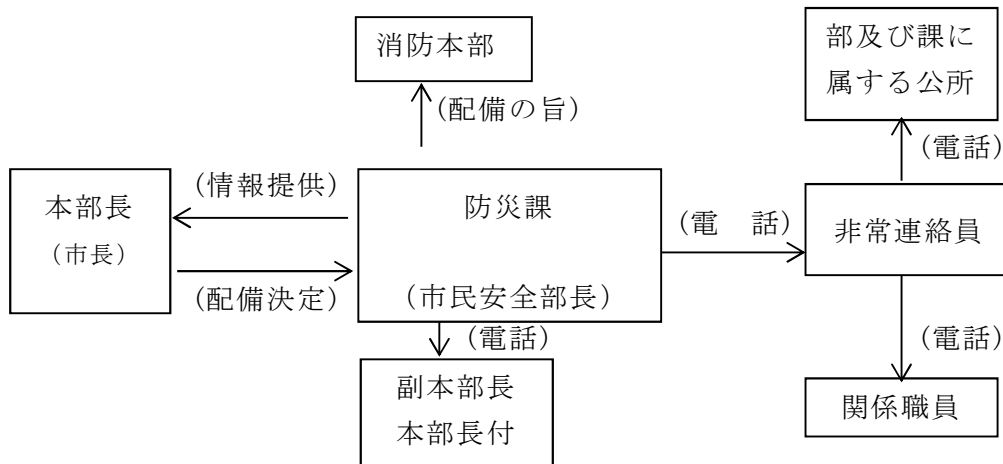 消防本部
部及び課に
属する公所
(配備の旨)
(電話)
本部長
(市長)
(情報提供)
(配備決定)
防災課
(市民安全部長)
(電　話)
非常連絡員
(電話)
副本部長
本部長付
(電話)
関係職員